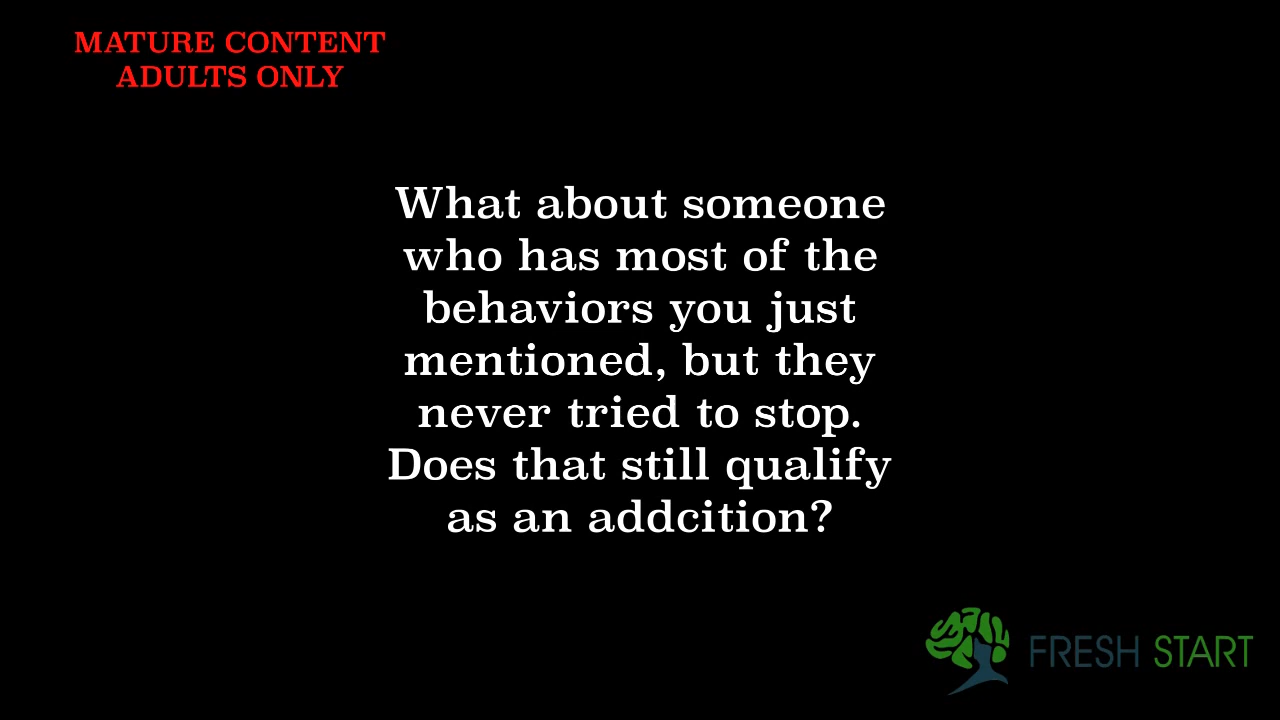 MATURE CONTENT
ADULTS ONLY
What about someone
who has most of the
behaviors you just
mentioned, but they
never tried to stop.
Does that still qualify
as an addcition?
FRESH START